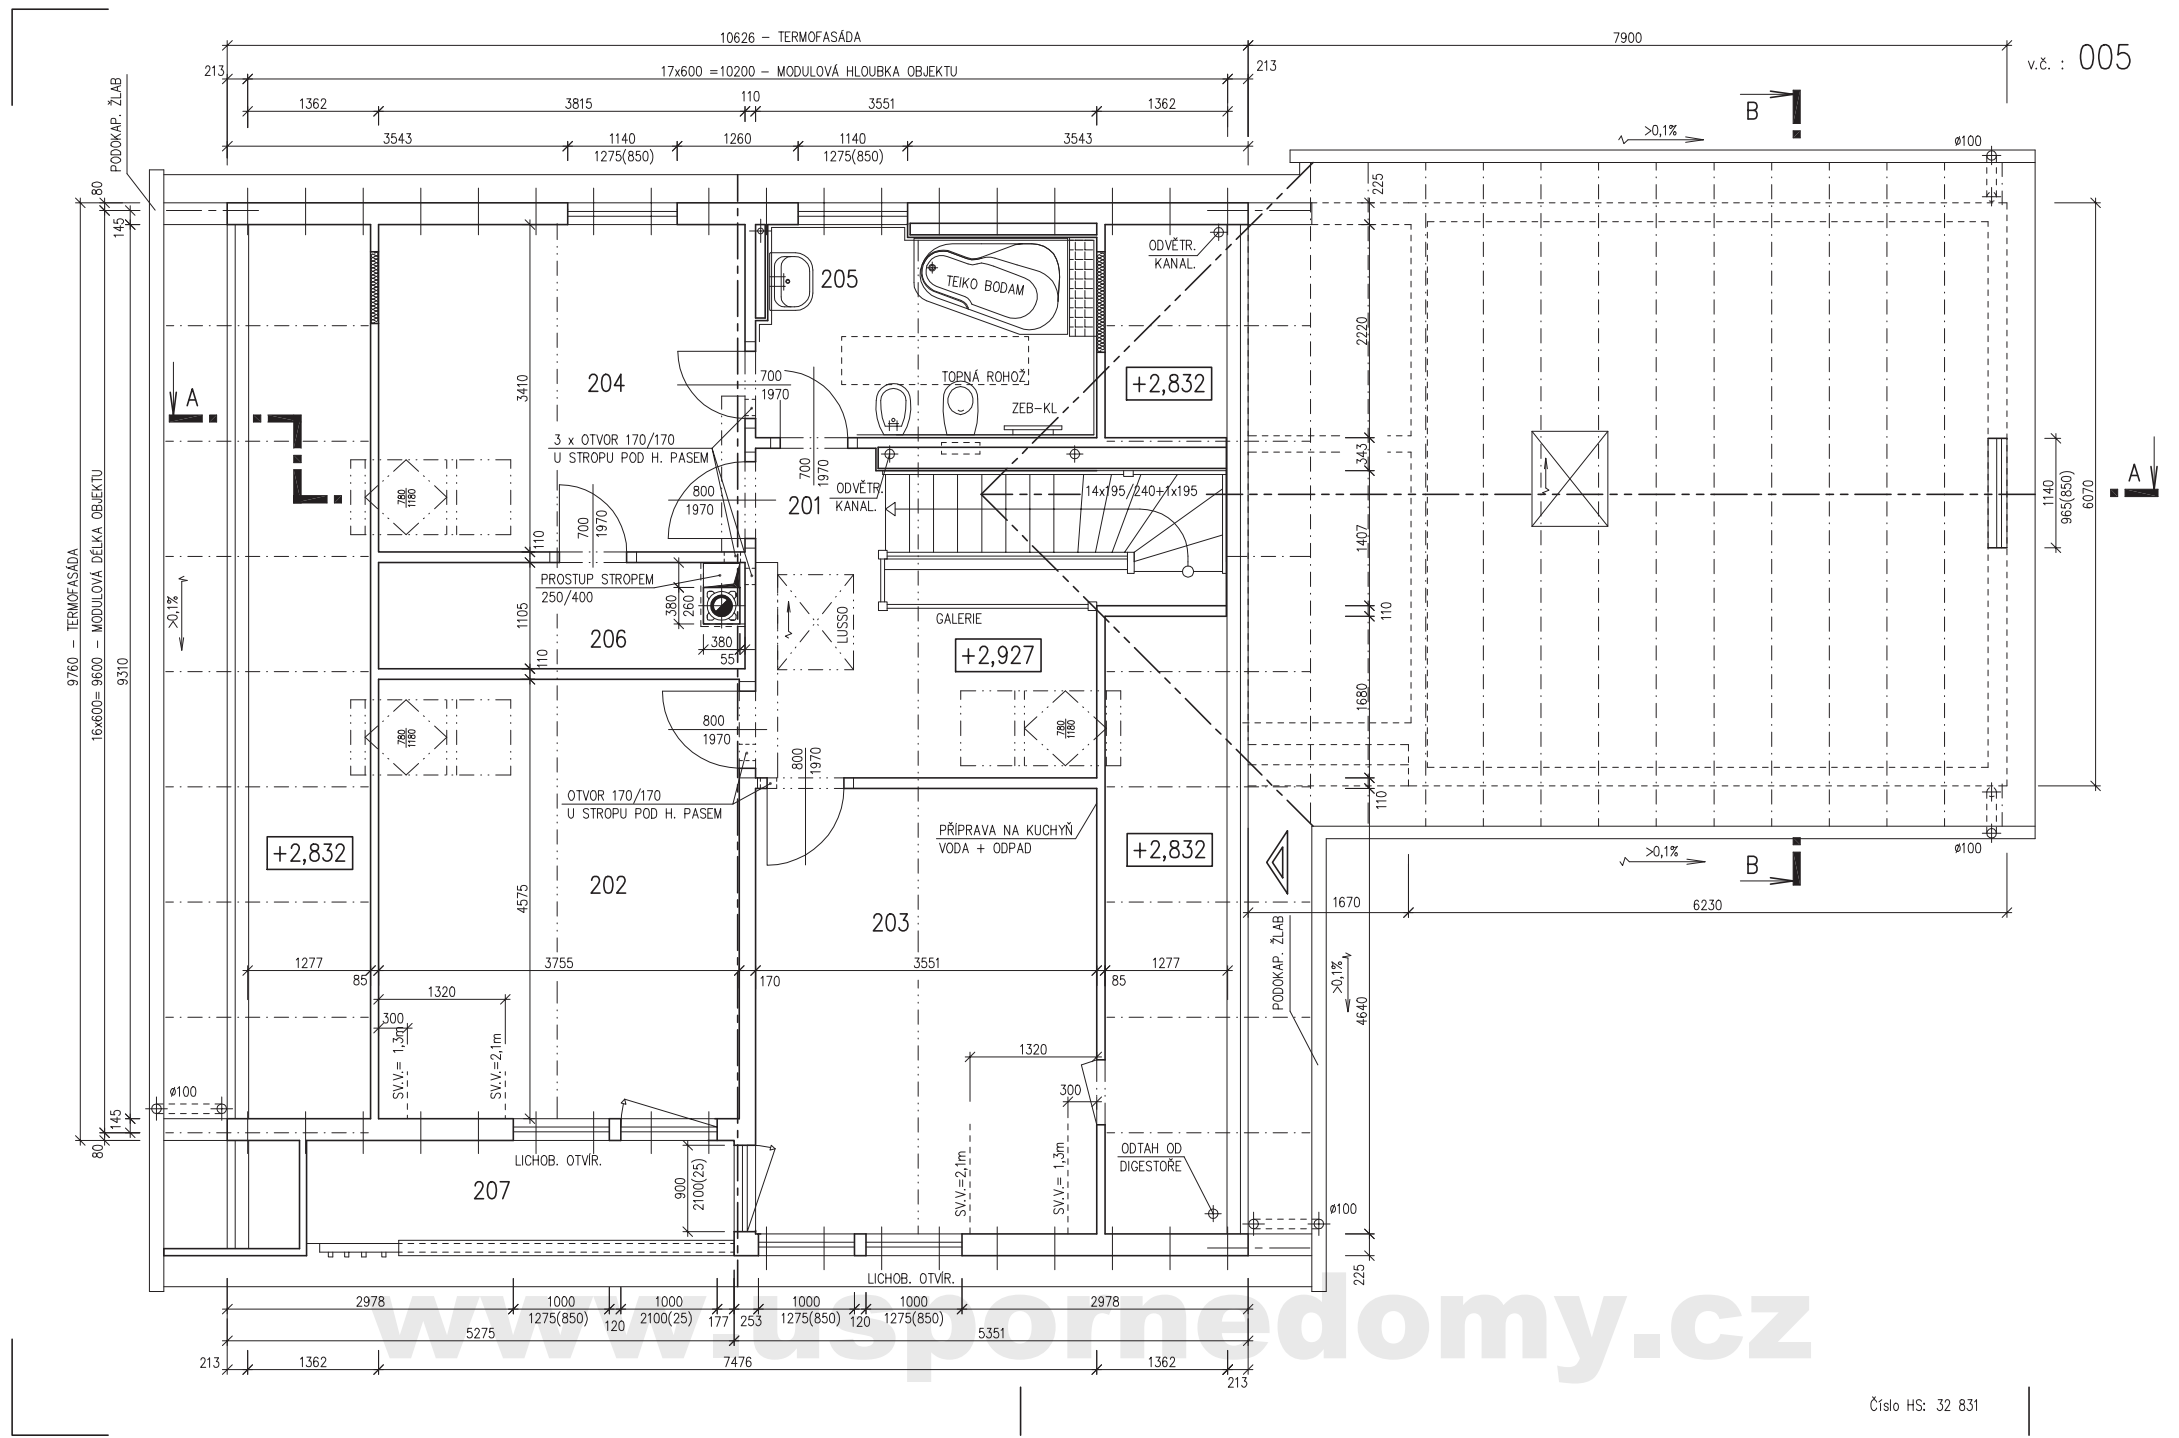 10626 – TERMOFASÁDA
7900
v.č. : 005
213
17x600 =10200 – MODULOVÁ HLOUBKA OBJEKTU
213
1362
3815
110
3551
1362
B
>0,1%
3543
1140
1260
1140
3543
1275(850)
1275(850)
ø100
PODOKAP. ŽLAB
80
145
225
ODVĚTR.
KANAL.
205
TEIKO BODAM
2220
3410
204
700
1970
TOPNÁ ROHOŽ
ZEB–KL
+2,832
A
3 x OTVOR 170/170
U STROPU POD H. PASEM
700
1970
343
780
1180
800
1970
ODVĚTR.
KANAL.
201
14x195/240+1x195
A
1140
965(850)
6070
700
1970
110
1407
9760 – TERMOFASÁDA
16x600= 9600 – MODULOVÁ DÉLKA OBJEKTU
9310
>0,1%
PROSTUP STROPEM
250/400
1105
380
260
LUSSO
GALERIE
110
206
380
55
110
+2,927
1680
780
1180
800
1970
780
1180
800
1970
OTVOR 170/170
U STROPU POD H. PASEM
110
PŘÍPRAVA NA KUCHYŇ
VODA + ODPAD
+2,832
+2,832
>0,1%
ø100
B
202
4575
203
1670
6230
PODOKAP. ŽLAB
>0,1%
4640
1277
85
3755
170
3551
85
1277
1320
300
SV.V.= 1,3m
SV.V.=2,1m
1320
300
SV.V.=2,1m
SV.V.= 1,3m
ø100
145
80
LICHOB. OTVÍR.
207
900
2100(25)
ODTAH OD
DIGESTOŘE
ø100
LICHOB. OTVÍR.
225
2978
1000
1000
1000
1000
2978
1275(850)
120
2100(25)
177
253
1275(850)
120
1275(850)
5275
5351
213
1362
7476
1362
213
www.uspornedomy.cz
Číslo HS: 32 831